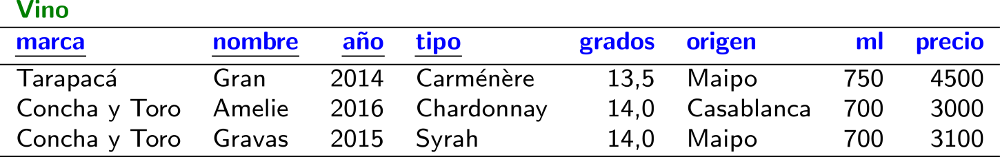 Vino
marca nombre año tipo grados origen ml precio
Tarapacá Gran 2014 Carménère 13,5 Maipo 750 4500
Concha y Toro Amelie 2016 Chardonnay 14,0 Casablanca 700 3000
Concha y Toro Gravas 2015 Syrah 14,0 Maipo 700 3100